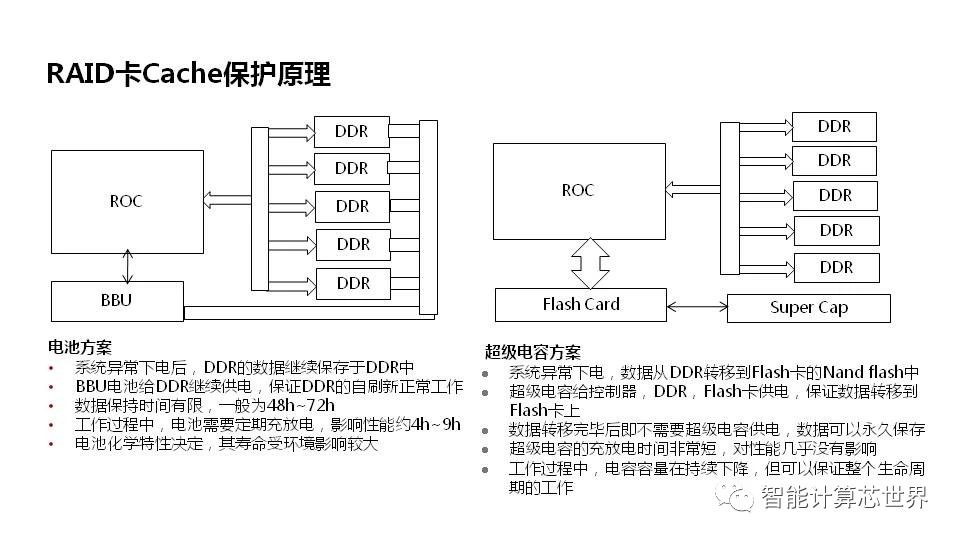 RAID卡Cache保护原理
ROC
BBU
DDR
DDR
DDR
DDR
DDR
ROC
Flash Card
Super Cap
DDR
DDR
DDR
DDR
DDR
电池方案
• 系统异常下电后，DDR的数据继续保存于DDR中
• BBU电池给DDR继续供电，保证DDR的自刷新正常工作
• 数据保持时间有限，一般为48h~72h
• 工作过程中，电池需要定期充放电，影响性能约4h~9h
• 电池化学特性决定，其寿命受环境影响较大
超级电容方案
• 系统异常下电，数据从DDR转移到Flash卡的Nand flash中
• 超级电容给控制器，DDR，Flash卡供电，保证数据转移到
Flash卡上
• 数据转移完毕后即不需要超级电容供电，数据可以永久保存
• 超级电容的充放电时间非常短，对性能几乎没有影响
• 工作过程中，电容容量在持续下降，但可以保证整个生命周
期的工作
智能计算芯世界